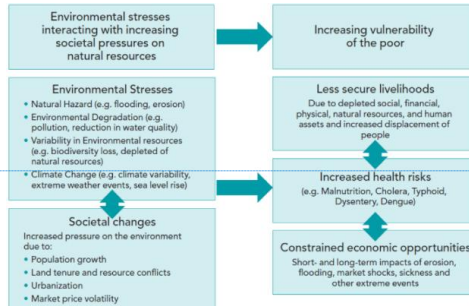 Environmental stresses
interacting with increasing
societal pressures on
natural resources
Increasing vulnerability
of the poor
Environmental Stresses
• Natural Hazard (e.g. flooding, erosion)
• Environmental Degradation (e.g.
pollution, reduction in water quality)
• Variability in Environmental resources
(e.g. biodiversity loss, depleted of
natural resources)
• Climate Change (e.g. climate variability,
extreme weather events, sea level rise)
Societal changes
Increased pressure on the environment
due to:
• Population growth
• Land tenure and resource conflicts
• Urbanization
• Market price volatility
Less secure livelihoods
Due to depleted social, financial,
physical, natural resources, and human
assets and increased displacement of
people
Increased health risks
(e.g. Malnutrition, Cholera, Typhoid,
Dysentery, Dengue)
Constrained economic opportunities
Short- and long-term impacts of erosion,
flooding, market shocks, sickness and
other extreme events